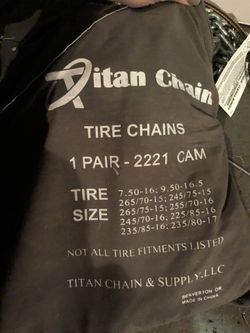 Titan Chain
TIRE CHAINS
1 PAIR - 2221 CAM
TIRE SIZE
7.50-16; 9.50-16.5
265/70-15; 245/75-15
265/75-15; 255/70-16
245/70-16; 225/85-16
235/85-16; 235/80-17
NOT ALL TIRE FITMENTS LISTED
TITAN CHAIN & SUPPLY, LLC
BEAVERTON OR
MADE IN CHINA